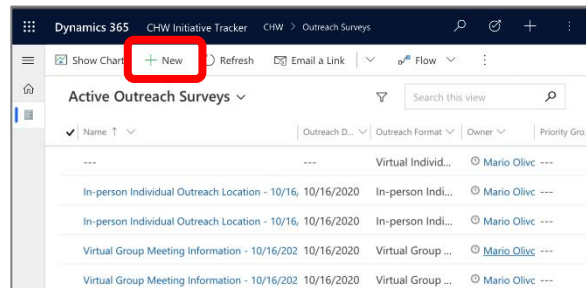 Dynamics 365 CHW Initiative Tracker CHW > Outreach Surveys
Show Chart + New Refresh Email a Link Flow
Active Outreach Surveys Search this view
Name ↑ Outreach D... Outreach Format Owner Priority Gro.
--- --- Virtual Individ... Mario Olivc ---
In-person Individual Outreach Location - 10/16, 10/16/2020 In-person Indi... Mario Olivc ---
In-person Individual Outreach Location - 10/16, 10/16/2020 In-person Indi... Mario Olivc ---
Virtual Group Meeting Information - 10/16/202 10/16/2020 Virtual Group ... Mario Olivc ---
Virtual Group Meeting Information - 10/16/202 10/16/2020 Virtual Group ... Mario Olivc ---